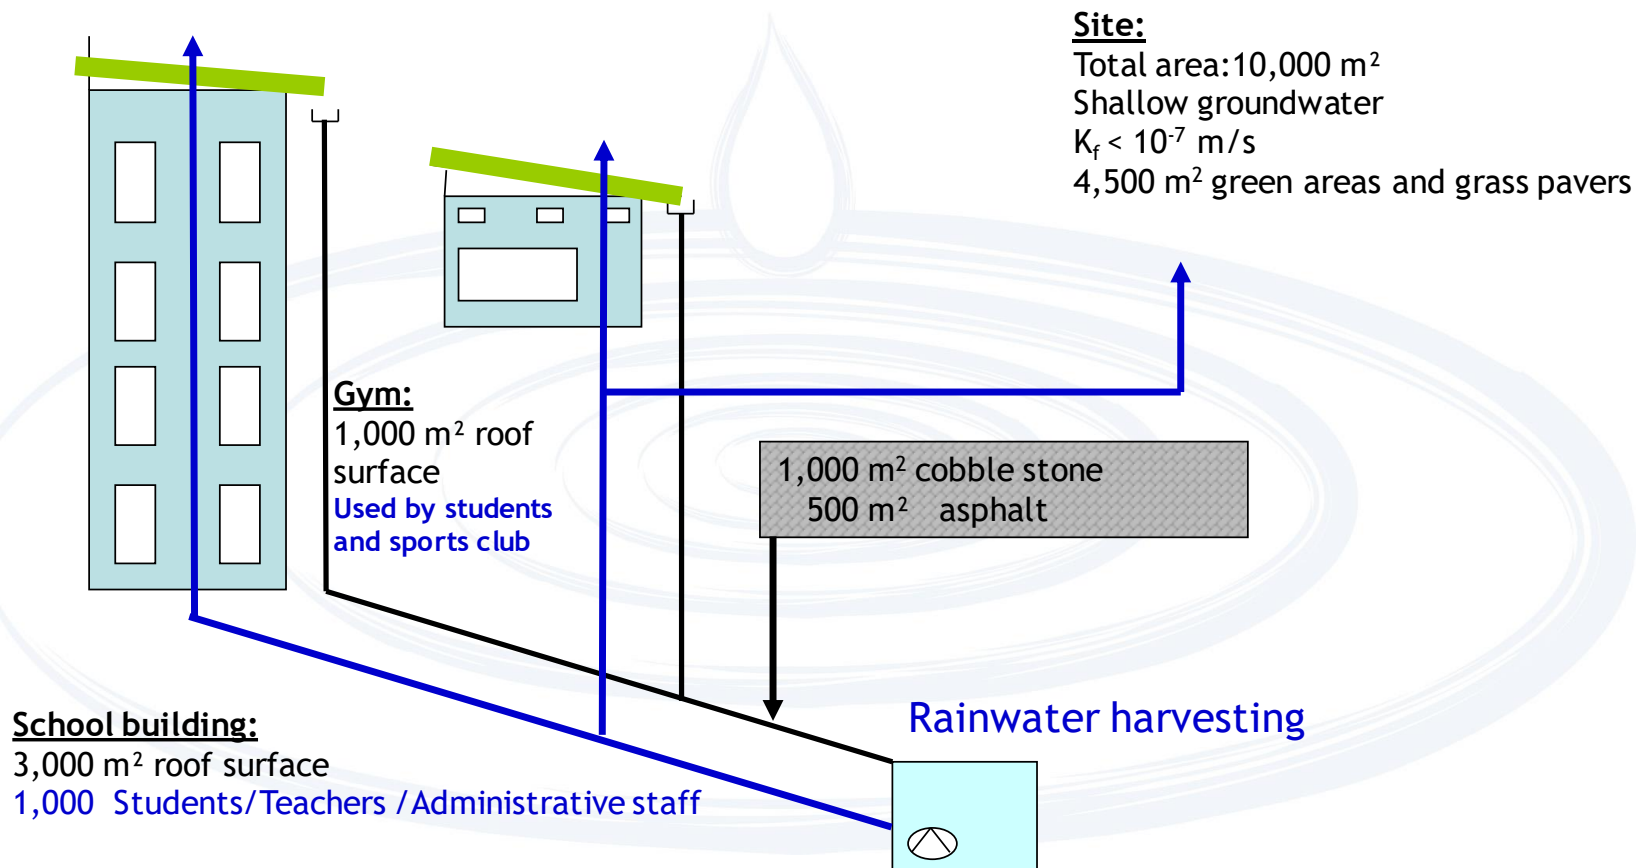 Site:
Total area:10,000 m²
Shallow groundwater
Kf < 10⁻⁷ m/s
4,500 m² green areas and grass pavers
Gym:
1,000 m² roof
surface
Used by students
and sports club
1,000 m² cobble stone
500 m² asphalt
Rainwater harvesting
School building:
3,000 m² roof surface
1,000 Students/Teachers /Administrative staff